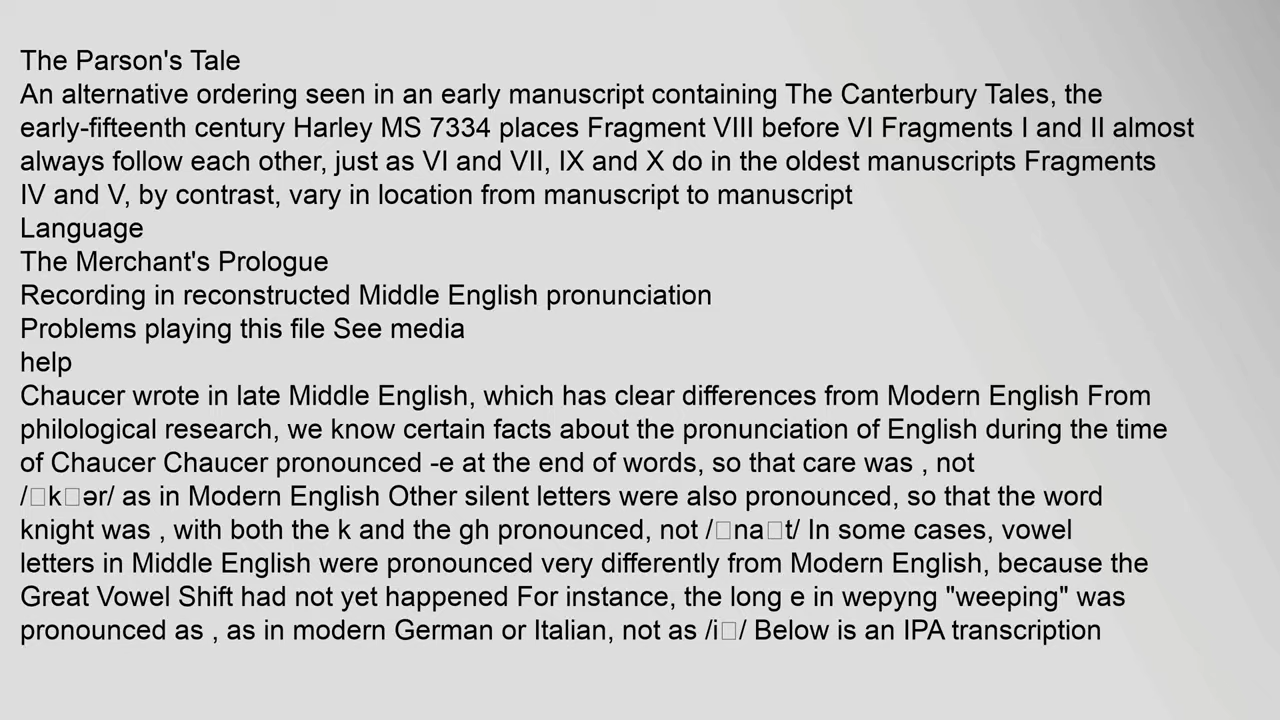 The Parson's Tale
An alternative ordering seen in an early manuscript containing The Canterbury Tales, the
early-fifteenth century Harley MS 7334 places Fragment VIII before VI Fragments I and II almost
always follow each other, just as VI and VII, IX and X do in the oldest manuscripts Fragments
IV and V, by contrast, vary in location from manuscript to manuscript
Language
The Merchant's Prologue
Recording in reconstructed Middle English pronunciation
Problems playing this file See media
help
Chaucer wrote in late Middle English, which has clear differences from Modern English From
philological research, we know certain facts about the pronunciation of English during the time
of Chaucer Chaucer pronounced -e at the end of words, so that care was , not
/□k□ər/ as in Modern English Other silent letters were also pronounced, so that the word
knight was , with both the k and the gh pronounced, not /□na□t/ In some cases, vowel
letters in Middle English were pronounced very differently from Modern English, because the
Great Vowel Shift had not yet happened For instance, the long e in wepyng "weeping" was
pronounced as , as in modern German or Italian, not as /i□/ Below is an IPA transcription